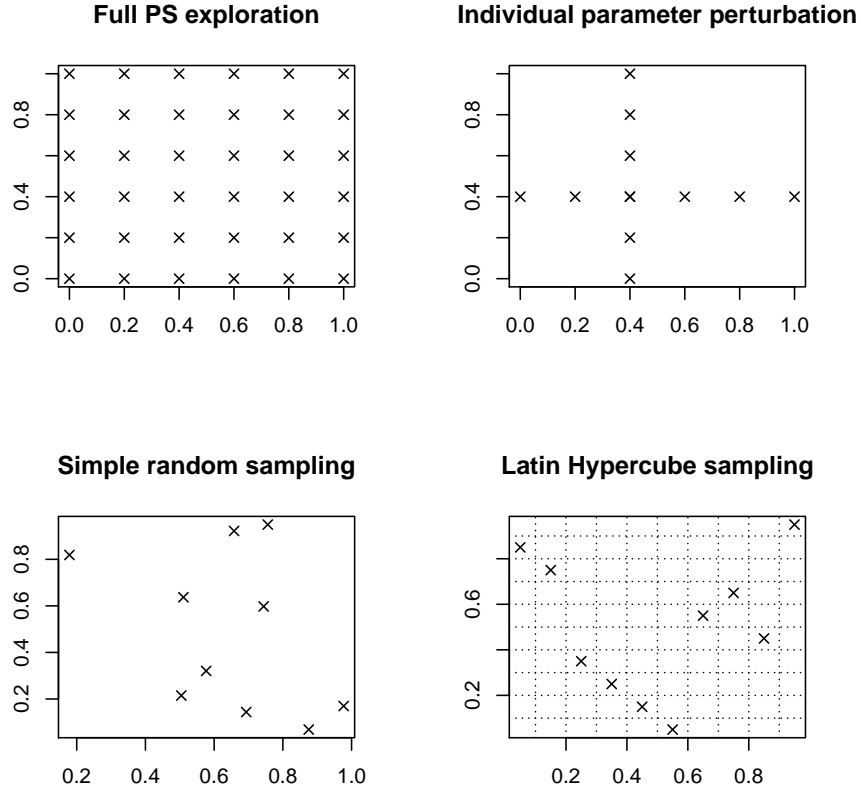 Full PS exploration
0.0 0.4 0.8
0.0 0.2 0.4 0.6 0.8 1.0
Individual parameter perturbation
0.0 0.4 0.8
0.0 0.2 0.4 0.6 0.8 1.0
Simple random sampling
0.2 0.4 0.6 0.8
0.2 0.4 0.6 0.8 1.0
Latin Hypercube sampling
0.2 0.6
0.2 0.4 0.6 0.8